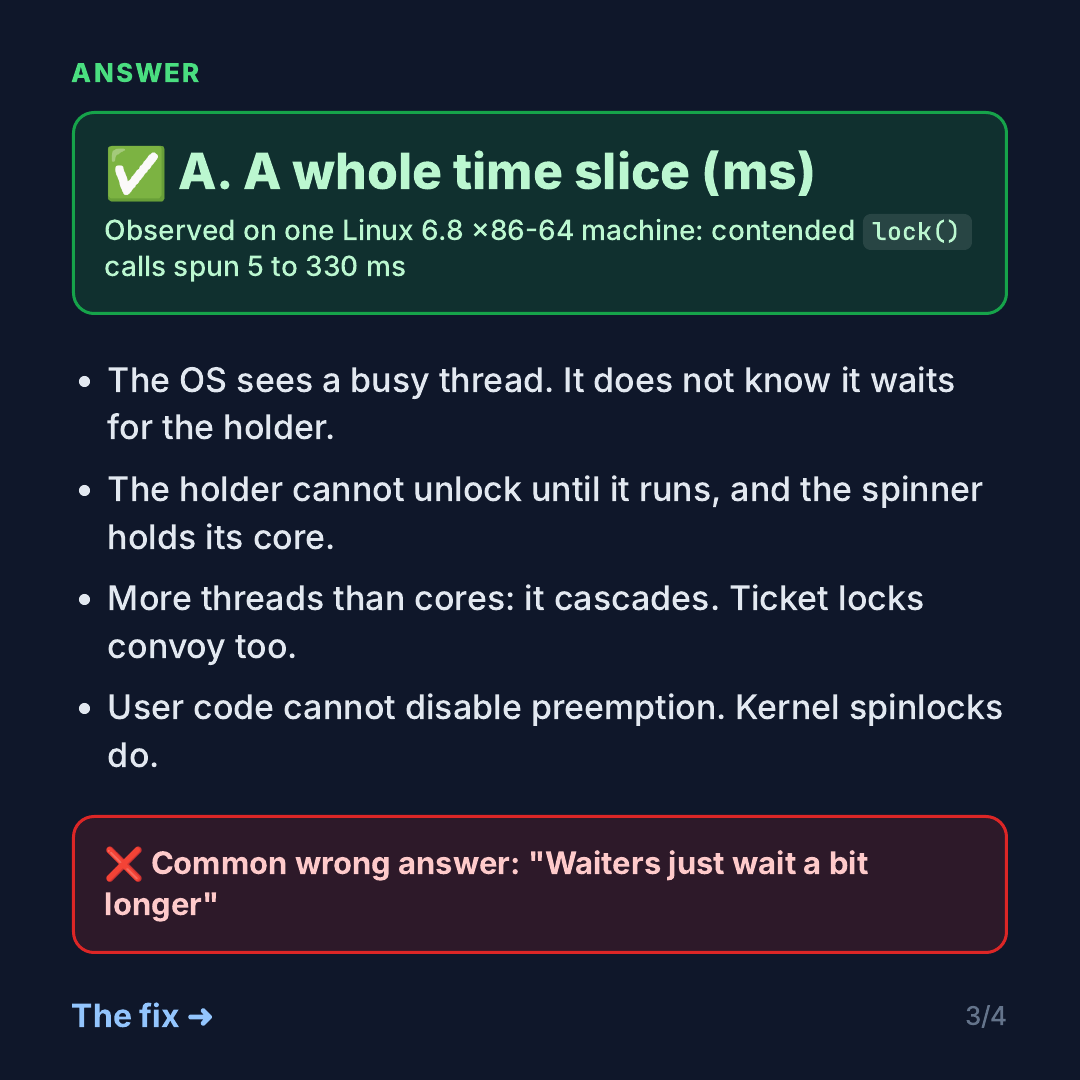 ANSWER
✅ A. A whole time slice (ms)
Observed on one Linux 6.8 ×86-64 machine: contended lock()
calls spun 5 to 330 ms
• The OS sees a busy thread. It does not know it waits
for the holder.
• The holder cannot unlock until it runs, and the spinner
holds its core.
• More threads than cores: it cascades. Ticket locks
convoy too.
• User code cannot disable preemption. Kernel spinlocks
do.
❌ Common wrong answer: "Waiters just wait a bit
longer"
The fix ➜
3/4